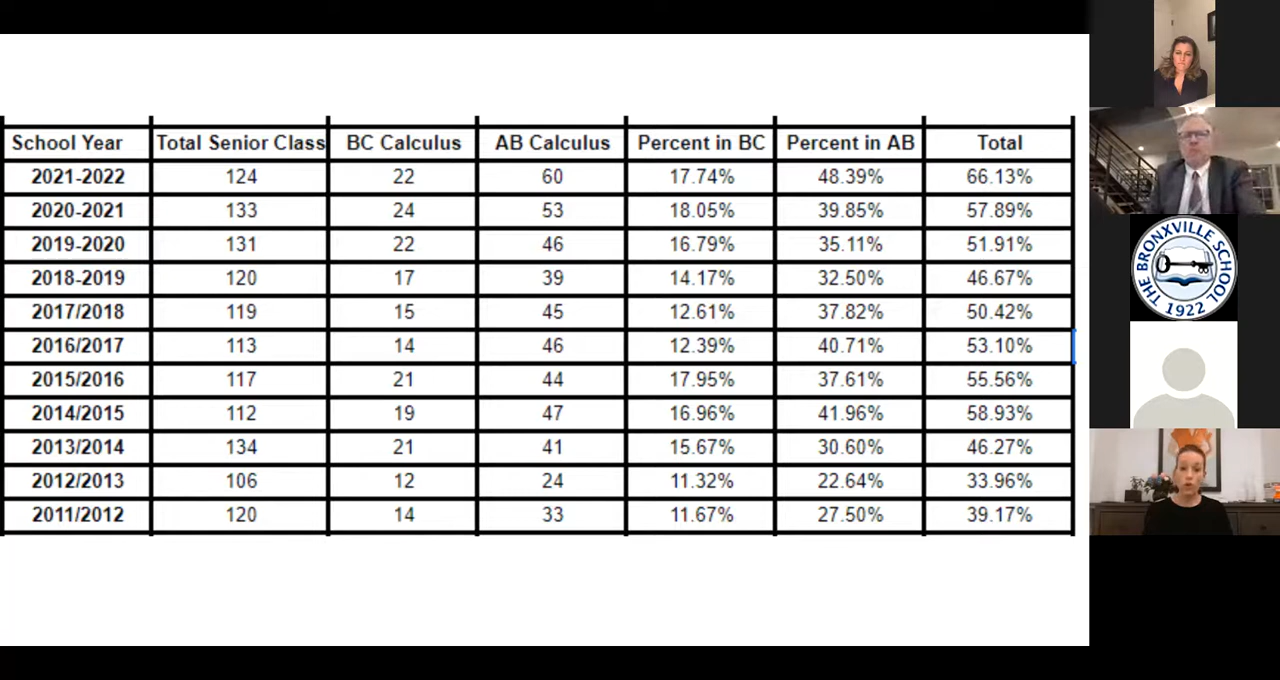 School Year Total Senior Class BC Calculus AB Calculus Percent in BC Percent in AB Total
2021-2022 124 22 60 17.74% 48.39% 66.13%
2020-2021 133 24 53 18.05% 39.85% 57.89%
2019-2020 131 22 46 16.79% 35.11% 51.91%
2018-2019 120 17 39 14.17% 32.50% 46.67%
2017/2018 119 15 45 12.61% 37.82% 50.42%
2016/2017 113 14 46 12.39% 40.71% 53.10%
2015/2016 117 21 44 17.95% 37.61% 55.56%
2014/2015 112 19 47 16.96% 41.96% 58.93%
2013/2014 134 21 41 15.67% 30.60% 46.27%
2012/2013 106 12 24 11.32% 22.64% 33.96%
2011/2012 120 14 33 11.67% 27.50% 39.17%
THE BRONXVILLE SCHOOL
1922